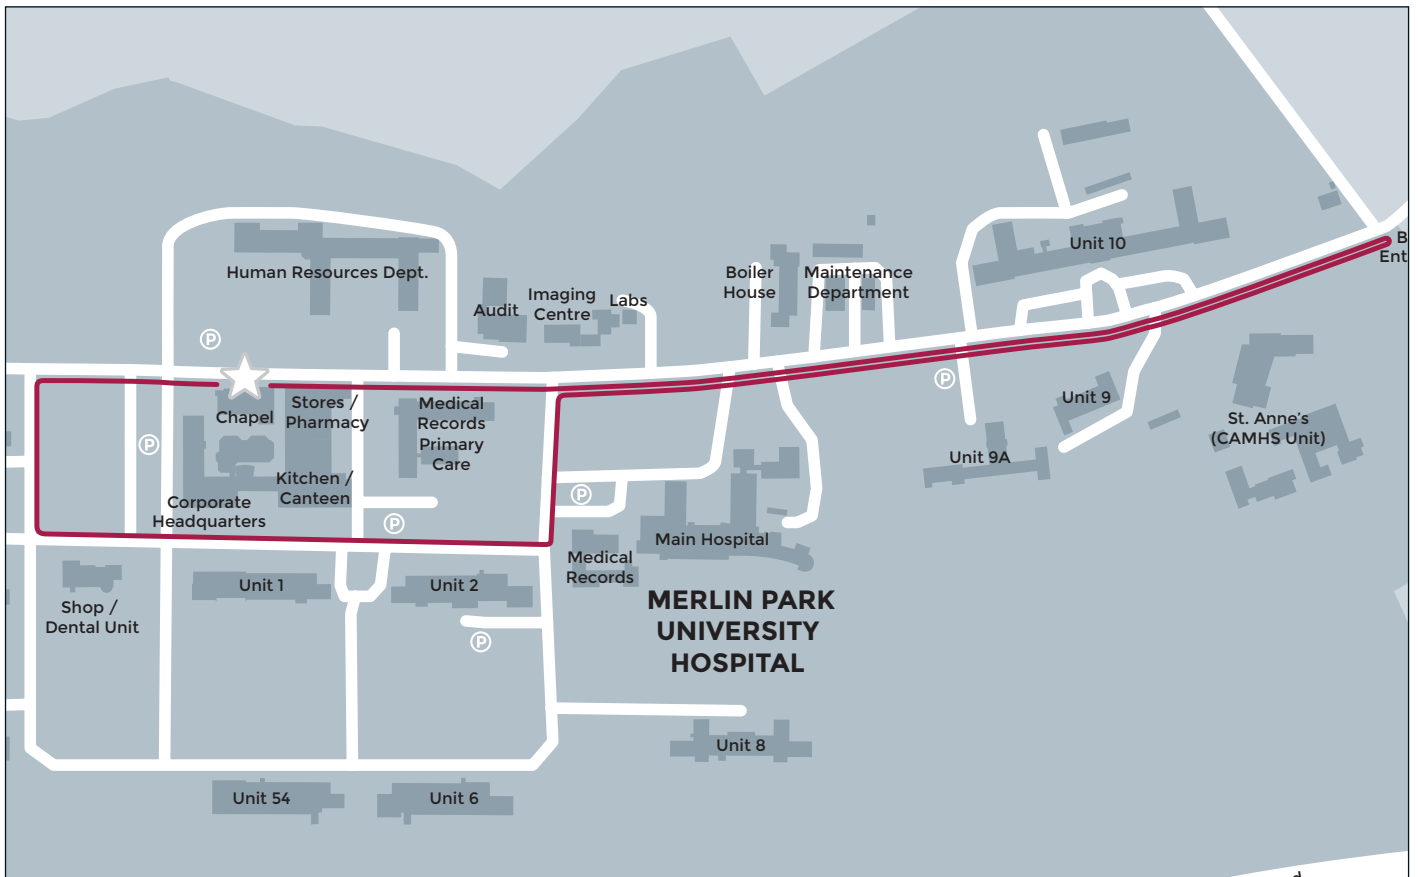 Human Resources Dept.
Audit
Imaging
Centre
Labs
Boiler
House
Maintenance
Department
Unit 10
B
Ent
P
Chapel
Stores /
Pharmacy
Medical
Records
Primary
Care
P
Unit 9
St. Anne's
(CAMHS Unit)
P
Unit 9A
Kitchen /
Canteen
Corporate
Headquarters
P
P
Main Hospital
Medical
Records
Unit 1
Unit 2
Shop /
Dental Unit
P
MERLIN PARK
UNIVERSITY
HOSPITAL
Unit 8
Unit 54
Unit 6